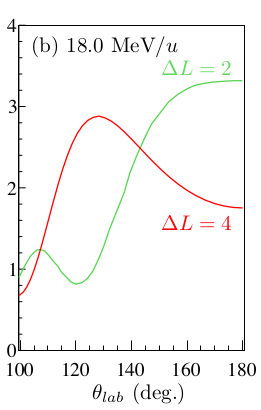 4
(b) 18.0 MeV/u
ΔL = 2
3
2
ΔL = 4
1
0
100 120 140 160 180
θlab (deg.)